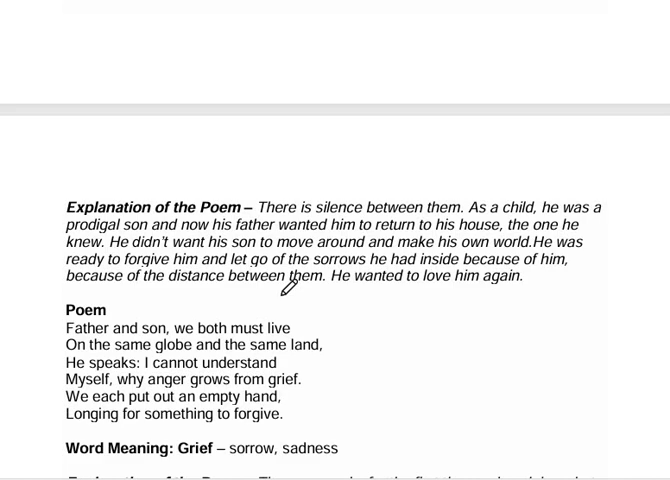 Explanation of the Poem – There is silence between them. As a child, he was a
prodigal son and now his father wanted him to return to his house, the one he
knew. He didn't want his son to move around and make his own world.He was
ready to forgive him and let go of the sorrows he had inside because of him,
because of the distance between them. He wanted to love him again.
Poem
Father and son, we both must live
On the same globe and the same land,
He speaks: I cannot understand
Myself, why anger grows from grief.
We each put out an empty hand,
Longing for something to forgive.
Word Meaning: Grief – sorrow, sadness